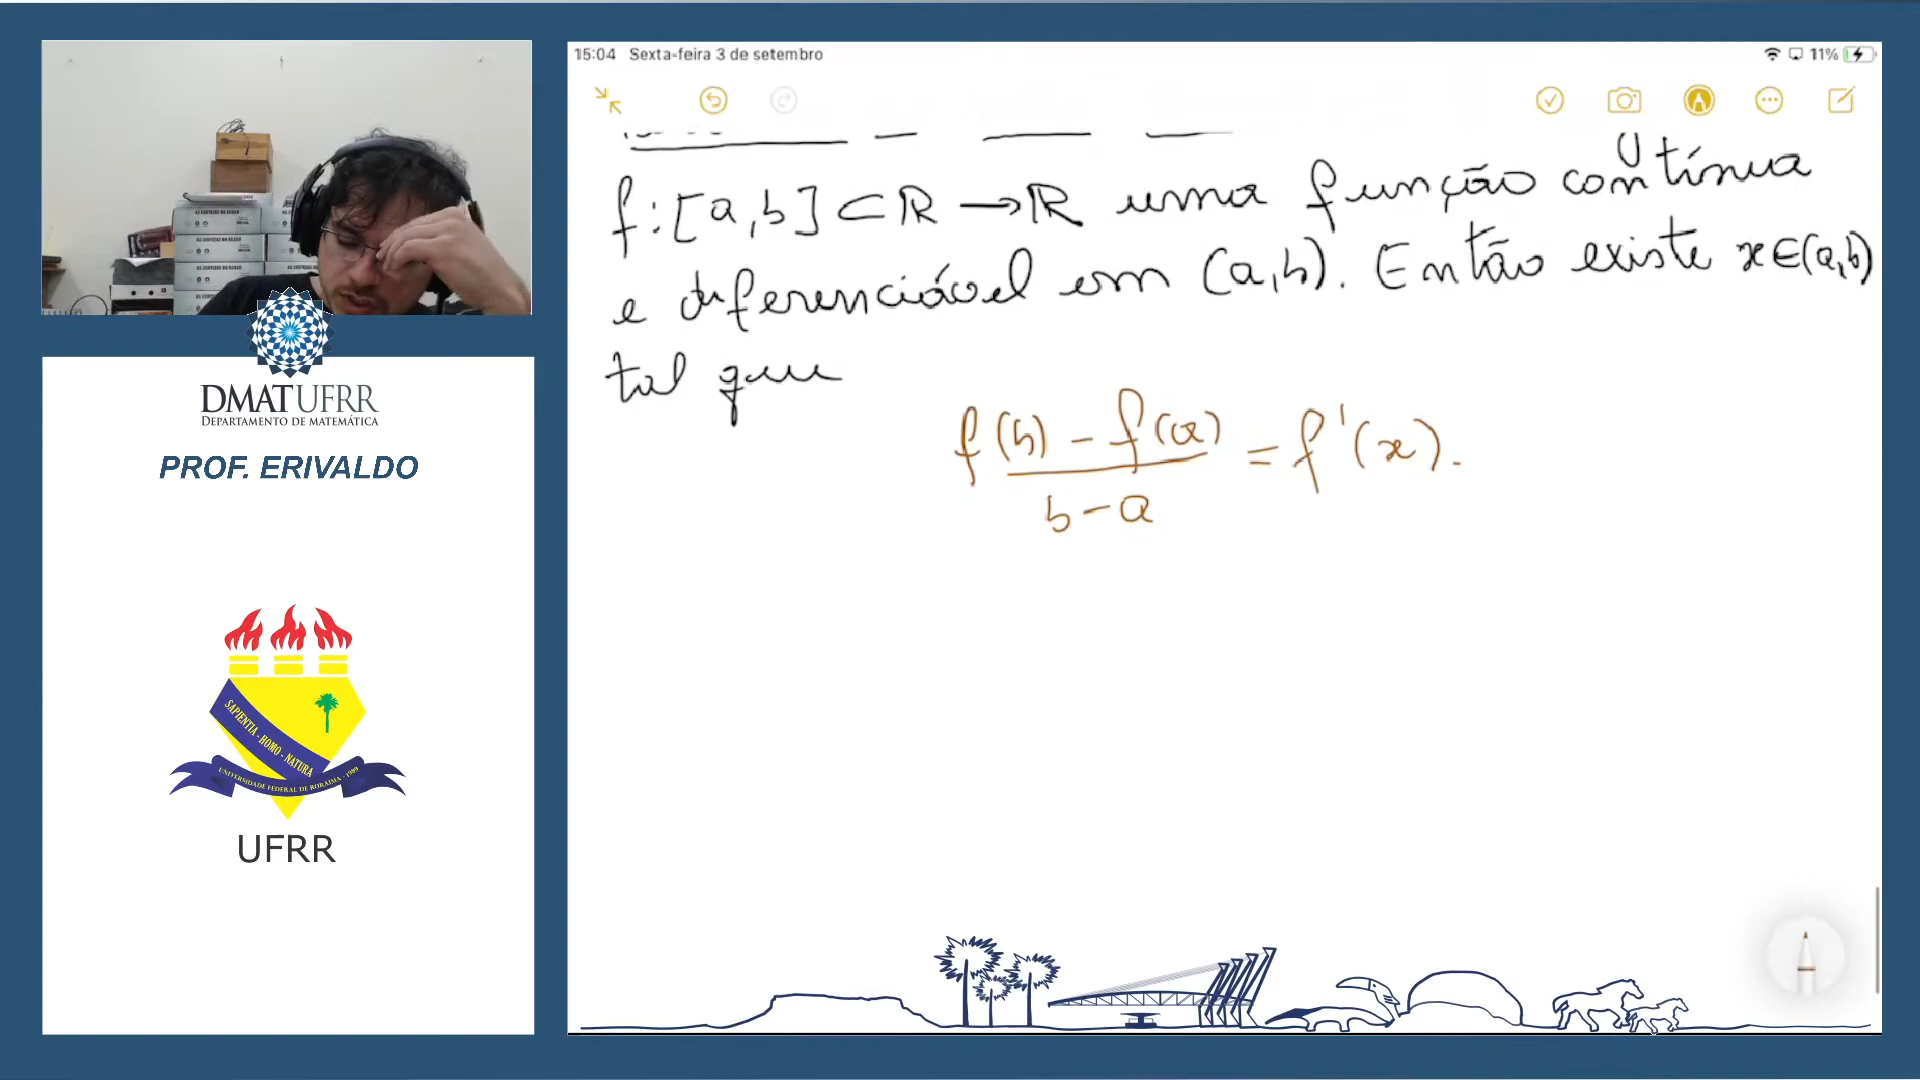 15:04 Sexta-feira 3 de setembro
11%
f: [a,b] ⊂ ℝ → ℝ uma função contínua
e diferenciável em (a,b). Então existe x∈(a,b)
tal que
f(b) - f(a) / b - a = f'(x).
DMATUFRR
DEPARTAMENTO DE MATEMÁTICA
PROF. ERIVALDO
SAPIENTIA - HOMO - NATURA
UNIVERSIDADE FEDERAL DE RORAIMA - 1989
UFRR